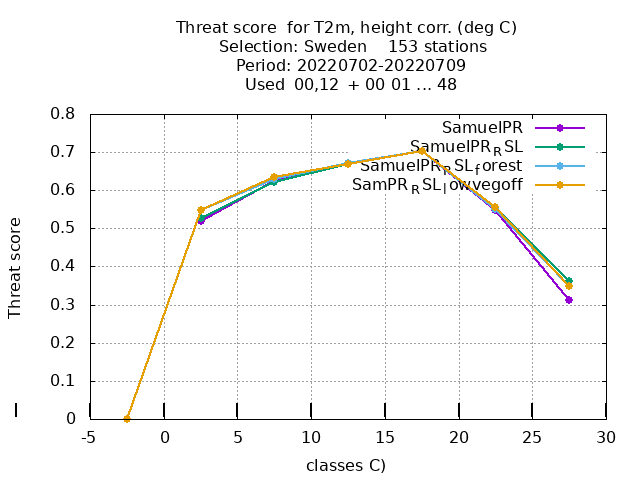 Threat score for T2m, height corr. (deg C)
Selection: Sweden 153 stations
Period: 20220702-20220709
Used 00,12 + 00 01 ... 48
0.8
0.7
0.6
0.5
0.4
0.3
0.2
0.1
0
Threat score
SamuelPR
SamuelPR_RSL
SamuelPR_RSL_forest
SamPR_RSL_lowvegoff
-5 0 5 10 15 20 25 30
classes C)